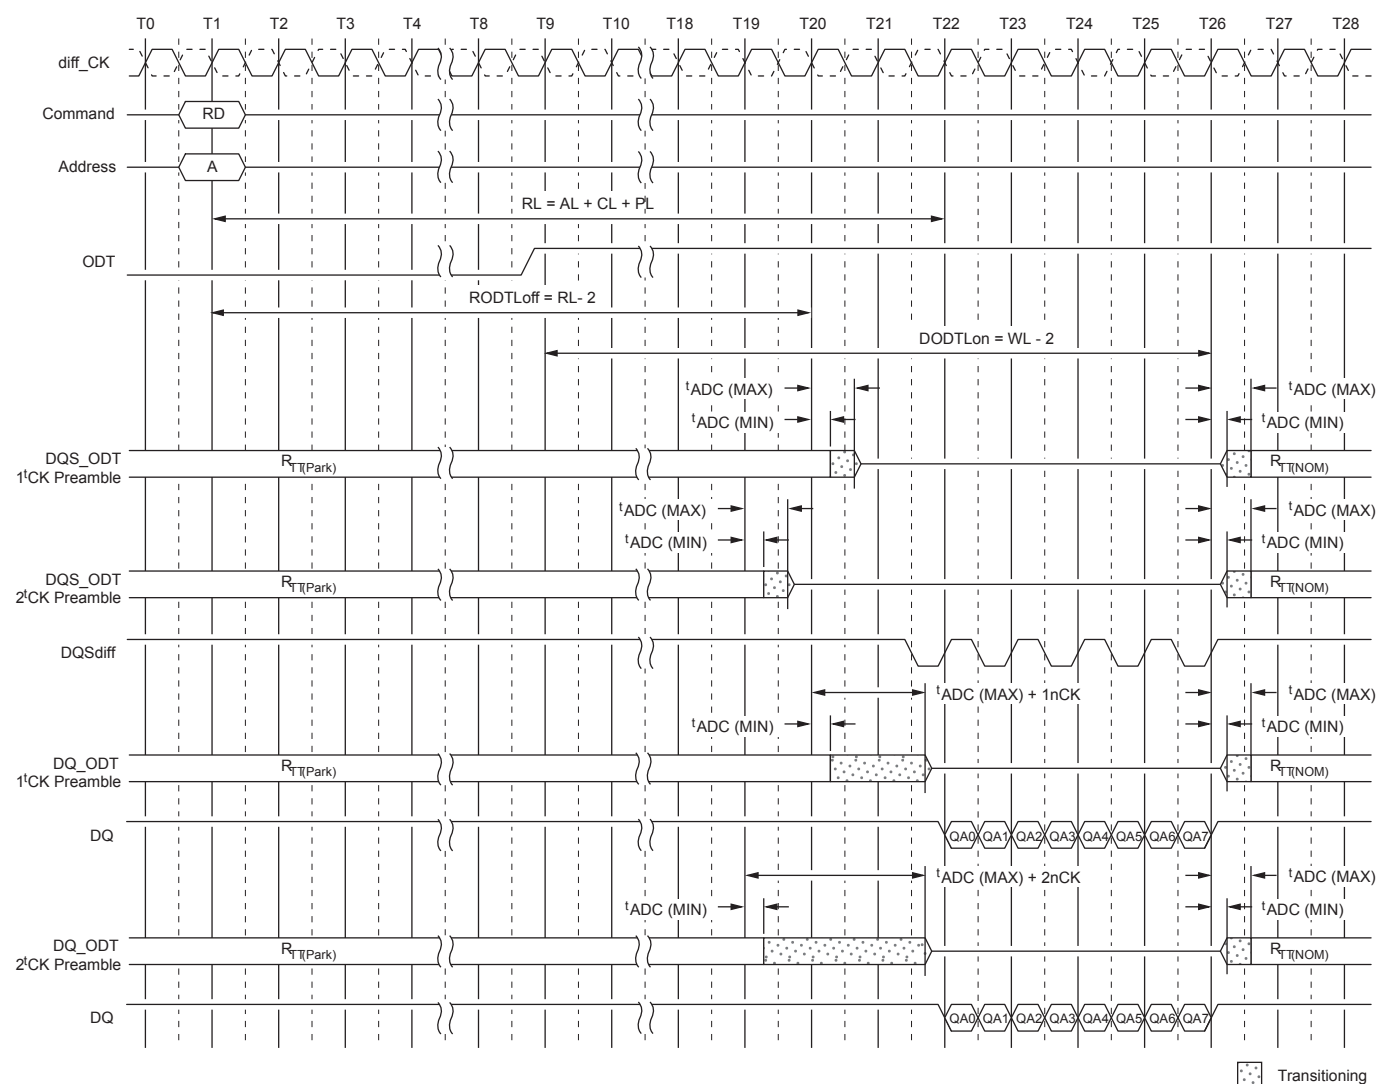 T0 T1 T2 T3 T4 T8 T9 T10 T18 T19 T20 T21 T22 T23 T24 T25 T26 T27 T28
diff_CK
Command RD
Address A
RL = AL + CL + PL
ODT
RODTLoff = RL- 2
DODTLon = WL - 2
tADC (MAX) tADC (MAX)
tADC (MIN) tADC (MIN)
DQS_ODT
1tCK Preamble
RTT(Park) RTT(NOM)
tADC (MAX) tADC (MAX)
tADC (MIN) tADC (MIN)
DQS_ODT
2tCK Preamble
RTT(Park) RTT(NOM)
DQSdiff
tADC (MAX) + 1nCK tADC (MAX)
tADC (MIN) tADC (MIN)
DQ_ODT
1tCK Preamble
RTT(Park) RTT(NOM)
DQ QA0 QA1 QA2 QA3 QA4 QA5 QA6 QA7
tADC (MAX) + 2nCK tADC (MAX)
tADC (MIN) tADC (MIN)
DQ_ODT
2tCK Preamble
RTT(Park) RTT(NOM)
DQ QA0 QA1 QA2 QA3 QA4 QA5 QA6 QA7
Transitioning